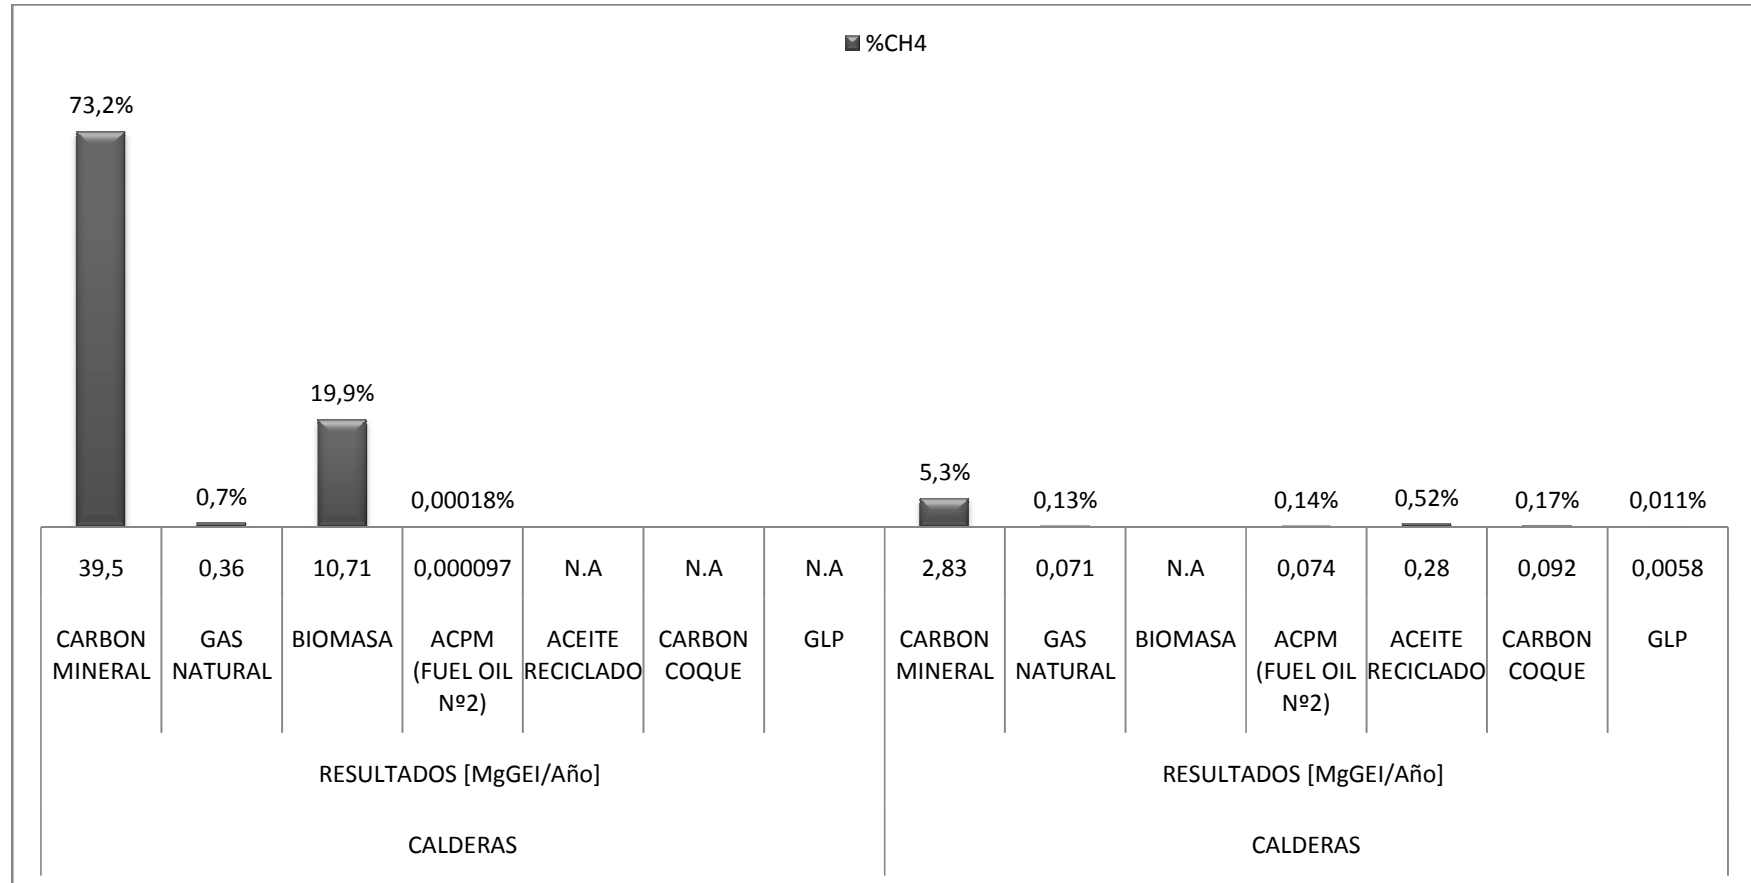 %CH4
73,2%
0,7%
19,9%
0,00018%
5,3%
0,13%
0,14%
0,52%
0,17%
0,011%
39,5
0,36
10,71
0,000097
N.A
N.A
N.A
2,83
0,071
N.A
0,074
0,28
0,092
0,0058
CARBON
MINERAL
GAS
NATURAL
BIOMASA
ACPM
(FUEL OIL
Nº2)
ACEITE
RECICLADO
CARBON
COQUE
GLP
CARBON
MINERAL
GAS
NATURAL
BIOMASA
ACPM
(FUEL OIL
Nº2)
ACEITE
RECICLADO
CARBON
COQUE
GLP
RESULTADOS [MgGEI/Año]
RESULTADOS [MgGEI/Año]
CALDERAS
CALDERAS